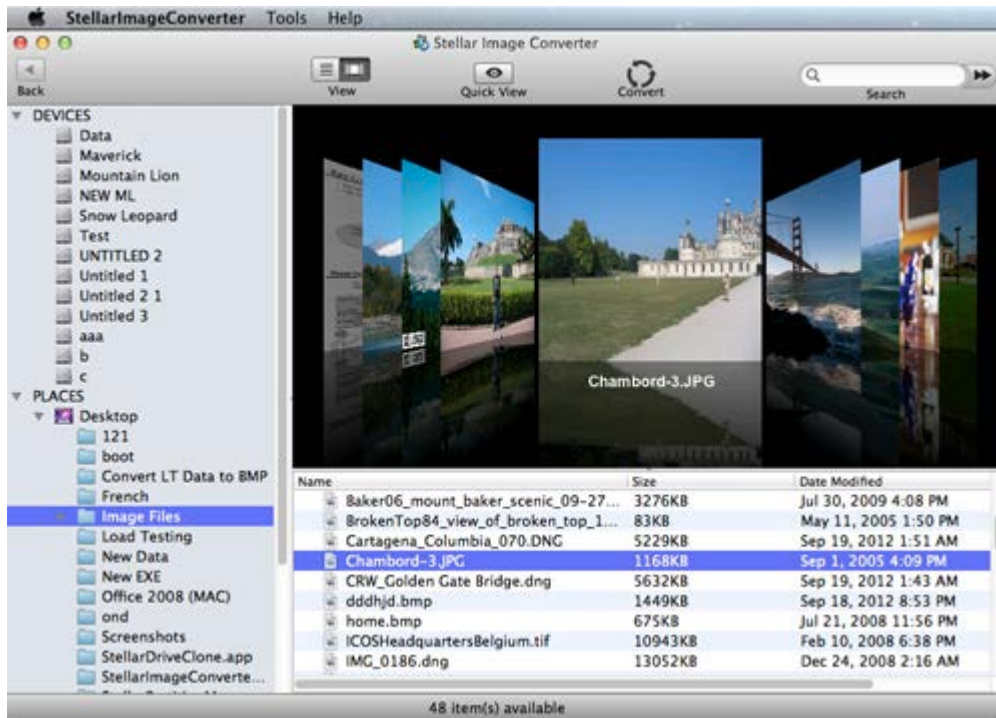 StellarImageConverter Tools Help
Stellar Image Converter
Back
View
Quick View
Convert
Search
DEVICES
Data
Maverick
Mountain Lion
NEW ML
Snow Leopard
Test
UNTITLED 2
Untitled 1
Untitled 2 1
Untitled 3
aaa
b
c
PLACES
Desktop
121
boot
Convert LT Data to BMP
French
Image Files
Load Testing
New Data
New EXE
Office 2008 (MAC)
ond
Screenshots
StellarDriveClone.app
StellarImageConverte...
Chambord-3.JPG
Name Size Date Modified
Baker06_mount_baker_scenic_09-27... 3276KB Jul 30, 2009 4:08 PM
BrokenTop84_view_of_broken_top_1... 83KB May 11, 2005 1:50 PM
Cartagena_Columbia_070.DNG 5229KB Sep 19, 2012 1:51 AM
Chambord-3.JPG 1168KB Sep 1, 2005 4:09 PM
CRW_Golden Gate Bridge.dng 5632KB Sep 19, 2012 1:43 AM
dddhjd.bmp 1449KB Sep 18, 2012 8:53 PM
home.bmp 675KB Jul 21, 2008 11:56 PM
ICOSHeadquartersBelgium.tif 10943KB Feb 10, 2008 6:38 PM
IMG_0186.dng 13052KB Dec 24, 2008 2:16 AM
48 item(s) available